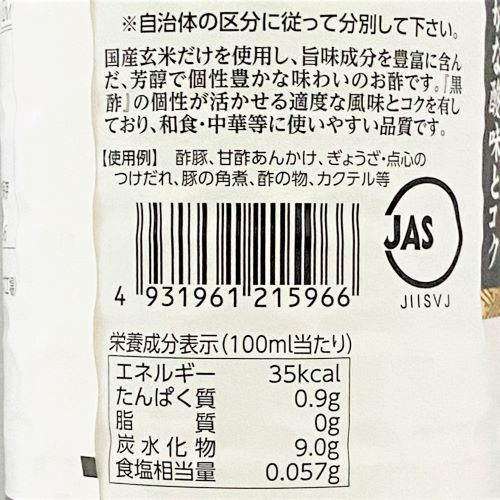 ※自治体の区分に従って分別して下さい。
国産玄米だけを使用し、旨味成分を豊富に含ん
だ、芳醇で個性豊かな味わいのお酢です。『黒
酢』の個性が活かせる適度な風味とコクを有し
ており、和食・中華等に使いやすい品質です。
【使用例】 酢豚、甘酢あんかけ、ぎょうざ・点心の
つけだれ、豚の角煮、酢の物、カクテル等
JAS
JIISVJ
4 931961 215966
栄養成分表示(100ml当たり)
エネルギー 35kcal
たんぱく質 0.9g
脂質 0g
炭水化物 9.0g
食塩相当量 0.057g
味とコク